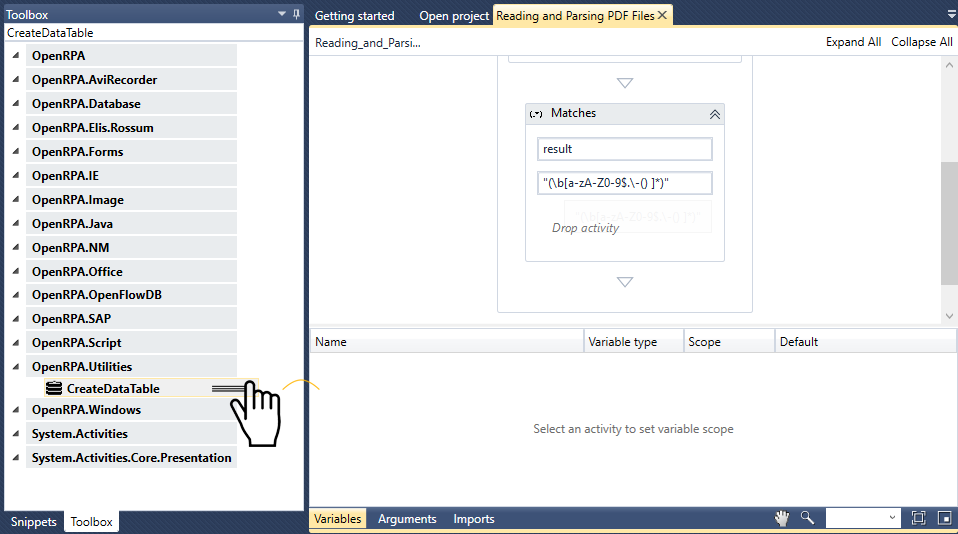 Toolbox
CreateDataTable
OpenRPA
OpenRPA.AviRecorder
OpenRPA.Database
OpenRPA.Elis.Rossum
OpenRPA.Forms
OpenRPA.IE
OpenRPA.Image
OpenRPA.Java
OpenRPA.NM
OpenRPA.Office
OpenRPA.OpenFlowDB
OpenRPA.SAP
OpenRPA.Script
OpenRPA.Utilities
CreateDataTable
OpenRPA.Windows
System.Activities
System.Activities.Core.Presentation
Snippets Toolbox
Getting started Open project Reading and Parsing PDF Files
Reading_and_Parsi... Expand All Collapse All
(.*) Matches
result
"(\b[a-zA-Z0-9$.\-() ]*)"
"(\b[a-zA-Z0-9$.\-() ]*)"
Drop activity
Name Variable type Scope Default
Select an activity to set variable scope
Variables Arguments Imports